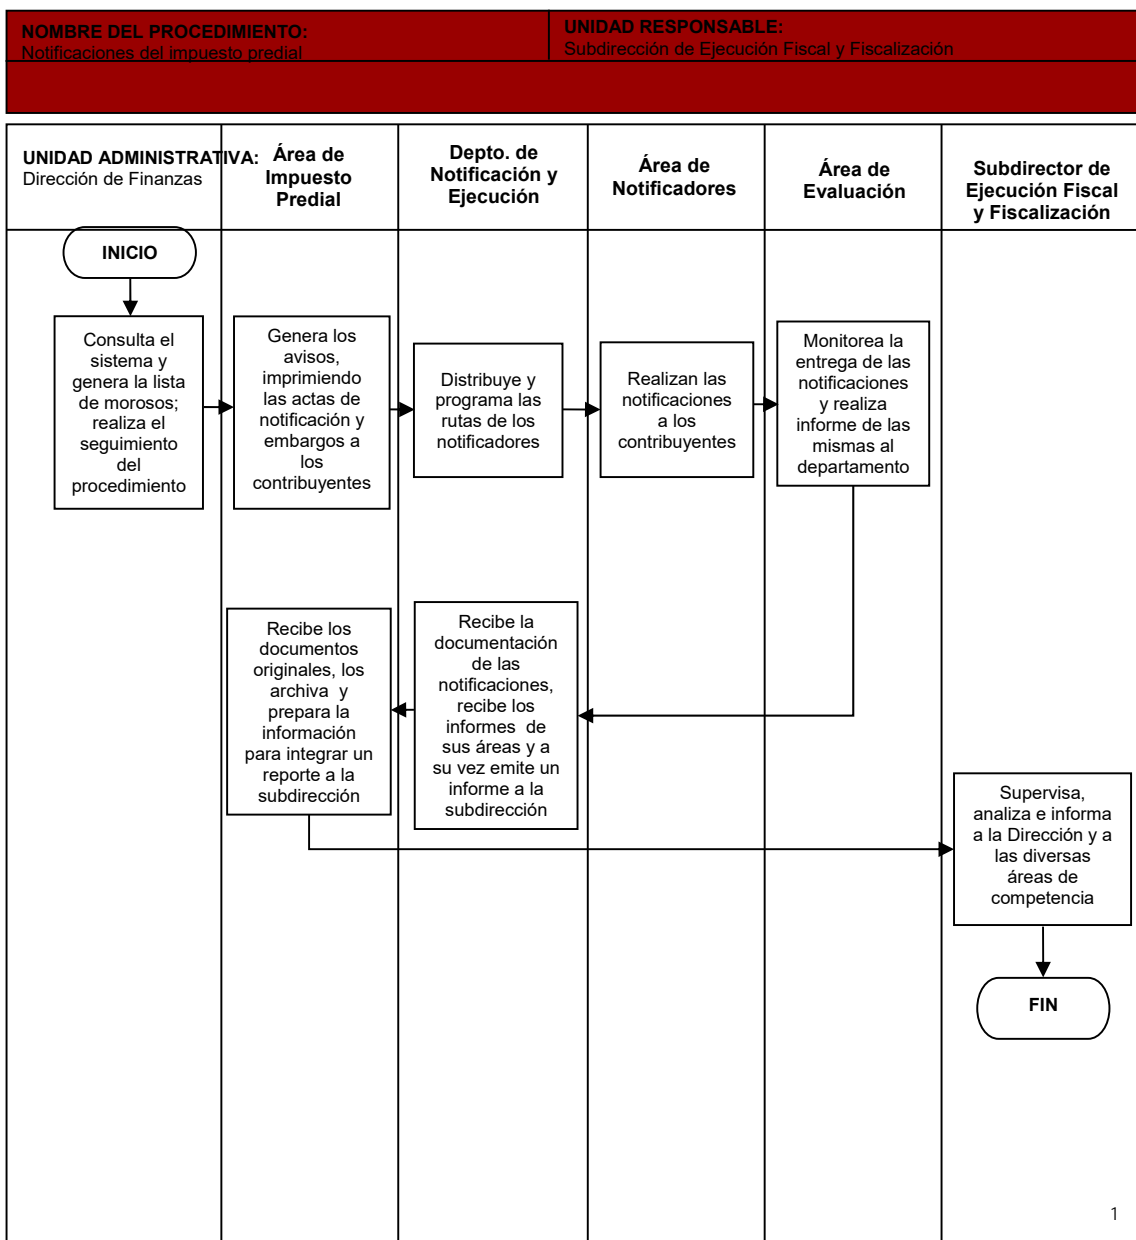 NOMBRE DEL PROCEDIMIENTO:
Notificaciones del impuesto predial
UNIDAD RESPONSABLE:
Subdirección de Ejecución Fiscal y Fiscalización
UNIDAD ADMINISTRATIVA:
Dirección de Finanzas
Área de
Impuesto
Predial
Depto. de
Notificación y
Ejecución
Área de
Notificadores
Área de
Evaluación
Subdirector de
Ejecución Fiscal
y Fiscalización
INICIO
Consulta el
sistema y
genera la lista
de morosos;
realiza el
seguimiento
del
procedimiento
Genera los
avisos,
imprimiendo
las actas de
notificación y
embargos a
los
contribuyentes
Distribuye y
programa las
rutas de los
notificadores
Realizan las
notificaciones
a los
contribuyentes
Monitorea la
entrega de las
notificaciones
y realiza
informe de las
mismas al
departamento
Recibe los
documentos
originales, los
archiva  y
prepara la
información
para integrar un
reporte a la
subdirección
Recibe la
documentación
de las
notificaciones,
recibe los
informes  de
sus áreas y a
su vez emite un
informe a la
subdirección
Supervisa,
analiza e informa
a la Dirección y a
las diversas
áreas de
competencia
FIN
1